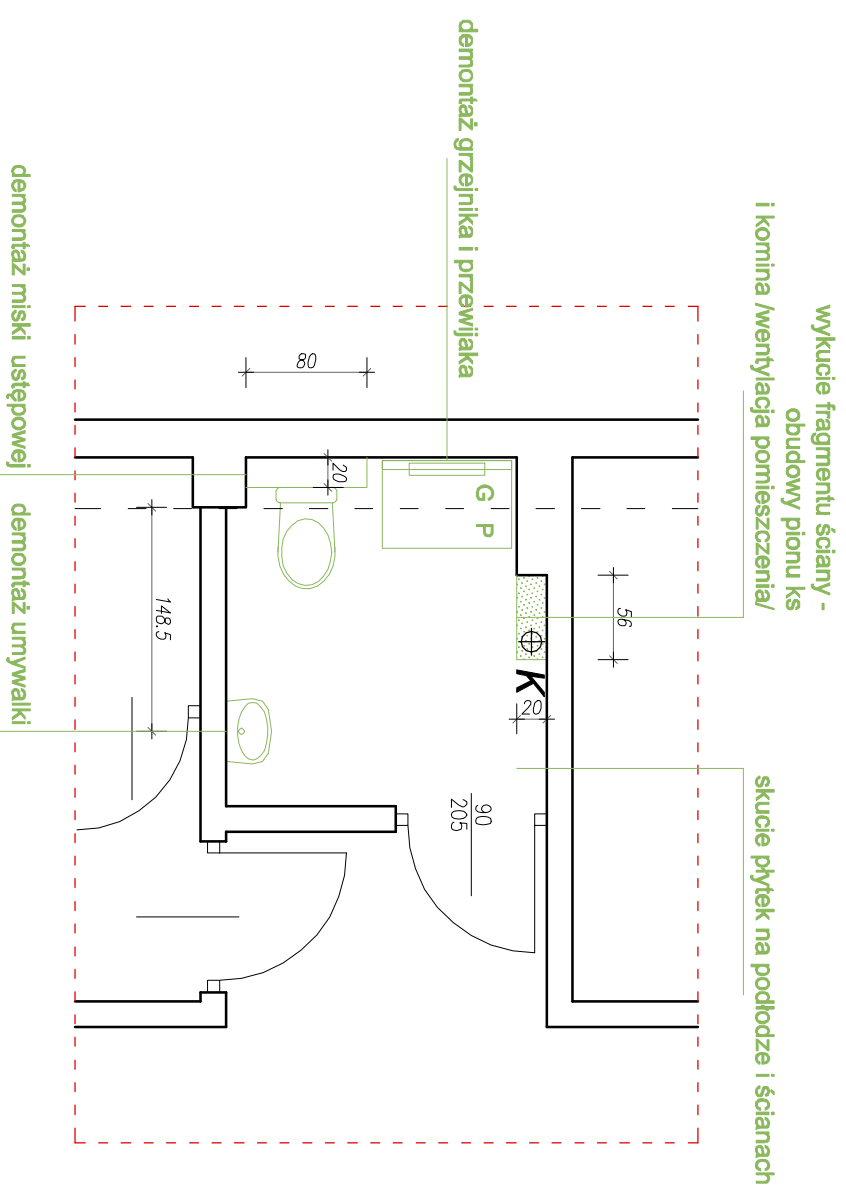 wykucie fragmentu ściany -
obudowy pionu ks
i komina /wentylacja pomieszczenia/
skucie płytek na podłodze i ścianach
demontaż grzejnika i przewijaka
demontaż miski ustępowej
demontaż umywalki
80
20
G P
56
K
20
148.5
90
205